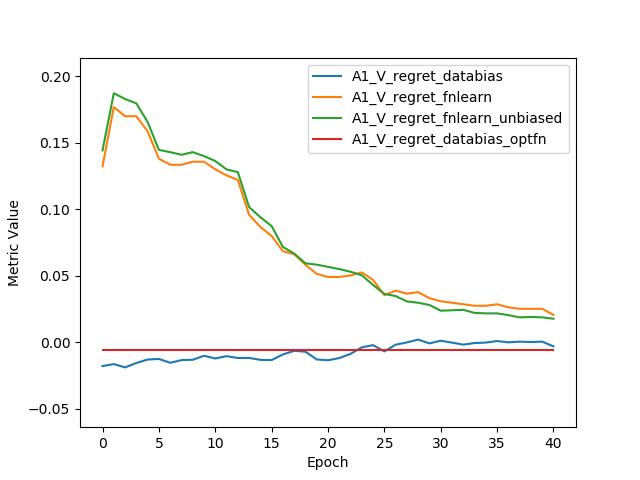 0.20
0.15
0.10
0.05
0.00
−0.05
Metric Value
0 5 10 15 20 25 30 35 40
Epoch
A1_V_regret_databias
A1_V_regret_fnlearn
A1_V_regret_fnlearn_unbiased
A1_V_regret_databias_optfn